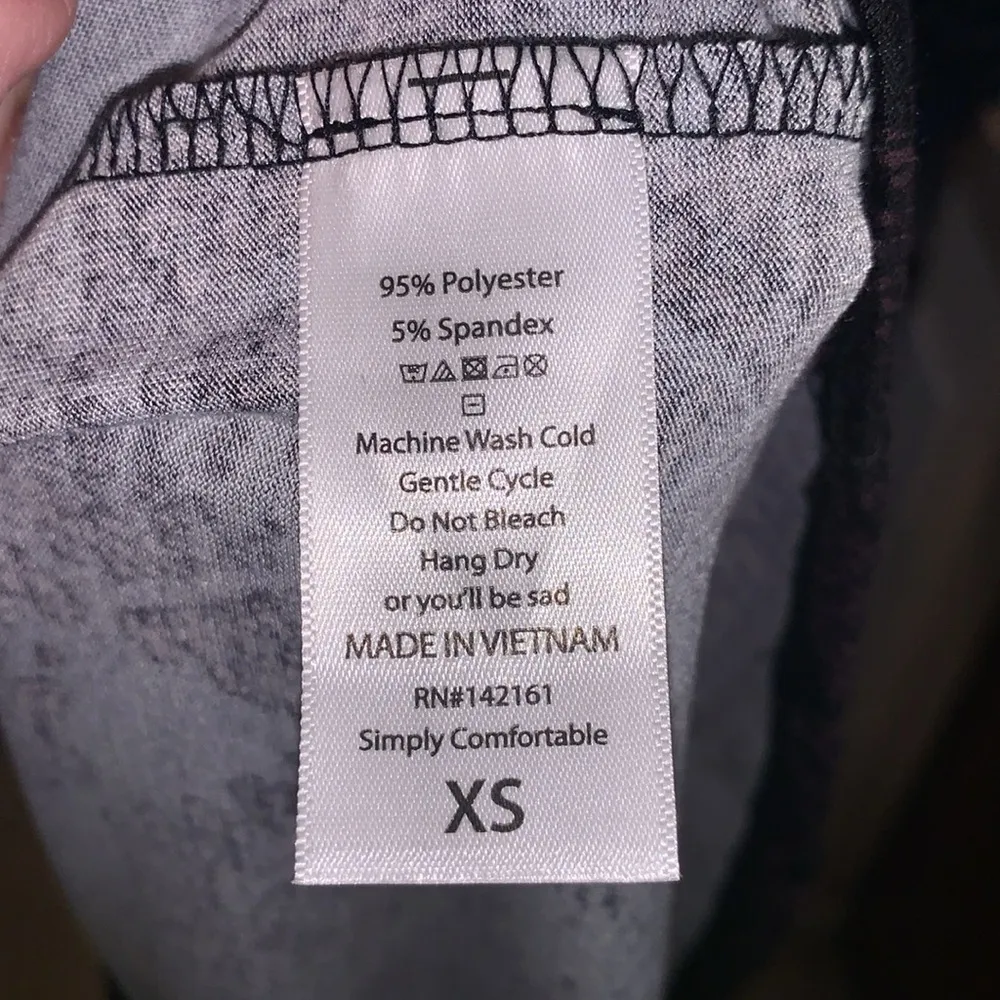 95% Polyester
5% Spandex
Machine Wash Cold
Gentle Cycle
Do Not Bleach
Hang Dry
or you'll be sad
MADE IN VIETNAM
RN#142161
Simply Comfortable
XS